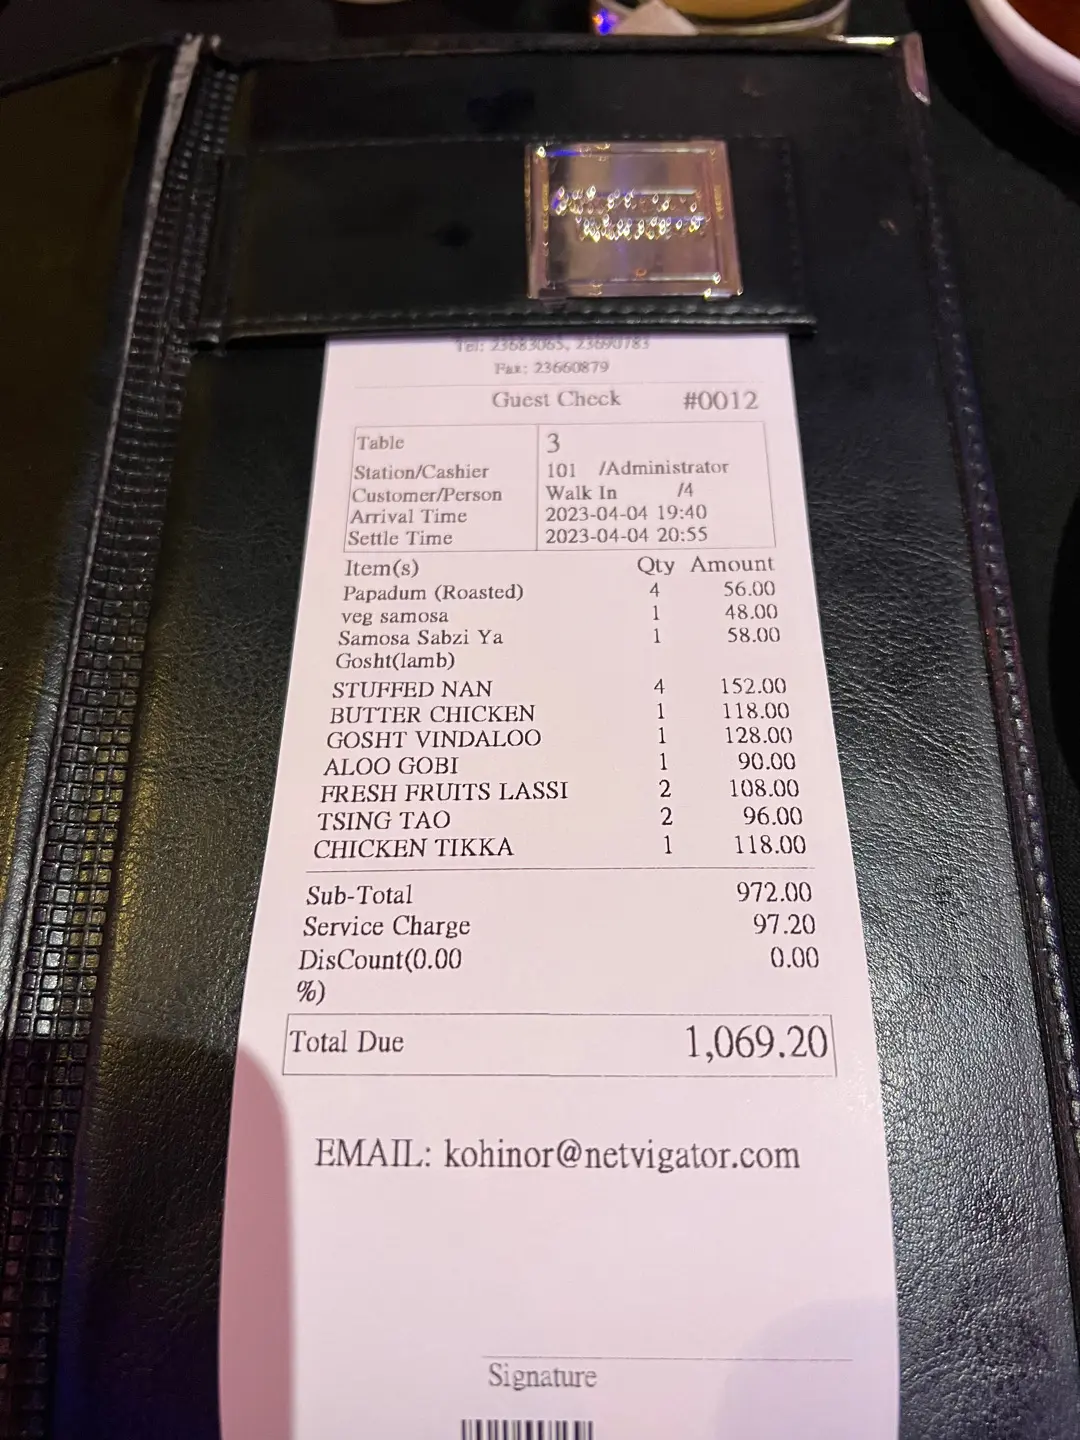 Tel: 23683065, 23690783
Fax: 23660879
Guest Check #0012
Table 3
Station/Cashier 101 /Administrator
Customer/Person Walk In /4
Arrival Time 2023-04-04 19:40
Settle Time 2023-04-04 20:55
Item(s) Qty Amount
Papadum (Roasted) 4 56.00
veg samosa 1 48.00
Samosa Sabzi Ya 1 58.00
Gosht(lamb)
STUFFED NAN 4 152.00
BUTTER CHICKEN 1 118.00
GOSHT VINDALOO 1 128.00
ALOO GOBI 1 90.00
FRESH FRUITS LASSI 2 108.00
TSING TAO 2 96.00
CHICKEN TIKKA 1 118.00
Sub-Total 972.00
Service Charge 97.20
DisCount(0.00 0.00
%)
Total Due 1,069.20
EMAIL: kohinor@netvigator.com
Signature